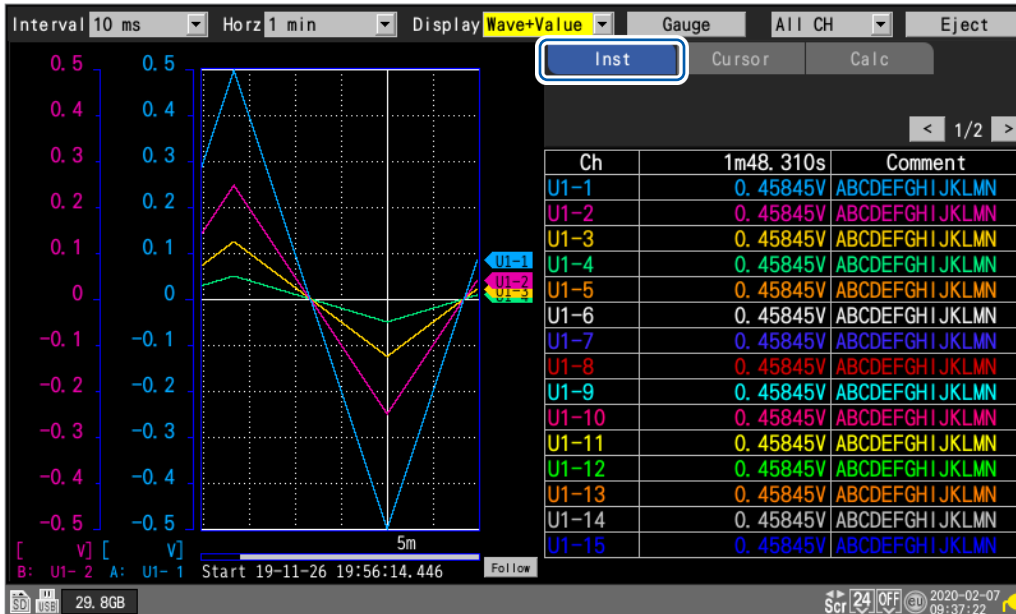 Interval 10 ms Horz 1 min Display Wave+Value Gauge All CH Eject
Inst Cursor Calc
< 1/2 >
0.5 0.5
0.4 0.4
0.3 0.3
0.2 0.2
0.1 0.1
0 0
-0.1 -0.1
-0.2 -0.2
-0.3 -0.3
-0.4 -0.4
-0.5 -0.5
[ V] [ V]
B: U1- 2 A: U1- 1
U1-1
U1-2
U1-3
U1-4
5m
Start 19-11-26 19:56:14.446
Follow
Ch 1m48.310s Comment
U1-1 0.45845V ABCDEFGHIJKLMN
U1-2 0.45845V ABCDEFGHIJKLMN
U1-3 0.45845V ABCDEFGHIJKLMN
U1-4 0.45845V ABCDEFGHIJKLMN
U1-5 0.45845V ABCDEFGHIJKLMN
U1-6 0.45845V ABCDEFGHIJKLMN
U1-7 0.45845V ABCDEFGHIJKLMN
U1-8 0.45845V ABCDEFGHIJKLMN
U1-9 0.45845V ABCDEFGHIJKLMN
U1-10 0.45845V ABCDEFGHIJKLMN
U1-11 0.45845V ABCDEFGHIJKLMN
U1-12 0.45845V ABCDEFGHIJKLMN
U1-13 0.45845V ABCDEFGHIJKLMN
U1-14 0.45845V ABCDEFGHIJKLMN
U1-15 0.45845V ABCDEFGHIJKLMN
SD USB 29.8GB
Scr 24 OFF eu 2020-02-07
09:37:22